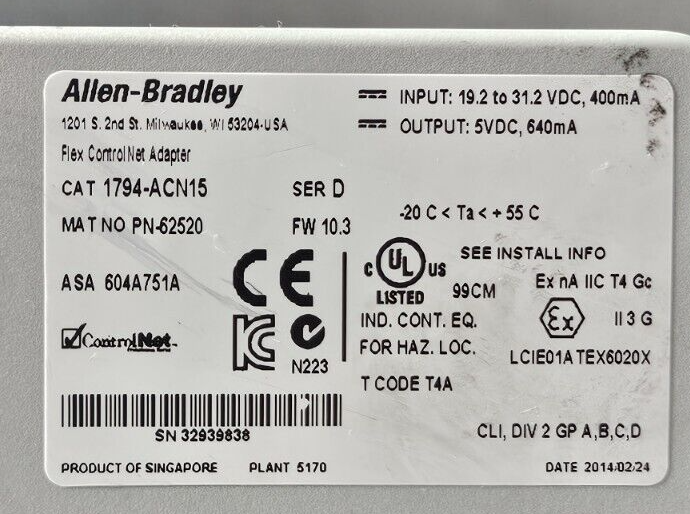 Allen-Bradley
1201 S. 2nd St. Milwaukee, WI 53204-USA
Flex ControlNet Adapter
CAT 1794-ACN15 SER D
MAT NO PN-62520 FW 10.3
ASA 604A751A
ControlNet
N223
SN 32939838
PRODUCT OF SINGAPORE PLANT 5170
INPUT: 19.2 to 31.2 VDC, 400mA
OUTPUT: 5VDC, 640mA
-20 C < Ta < + 55 C
C UL US
LISTED 99CM
IND. CONT. EQ.
FOR HAZ. LOC.
T CODE T4A
SEE INSTALL INFO
Ex nA IIC T4 Gc
Ex II 3 G
LCIE01ATEX6020X
CLI, DIV 2 GP A,B,C,D
DATE 2014/02/24